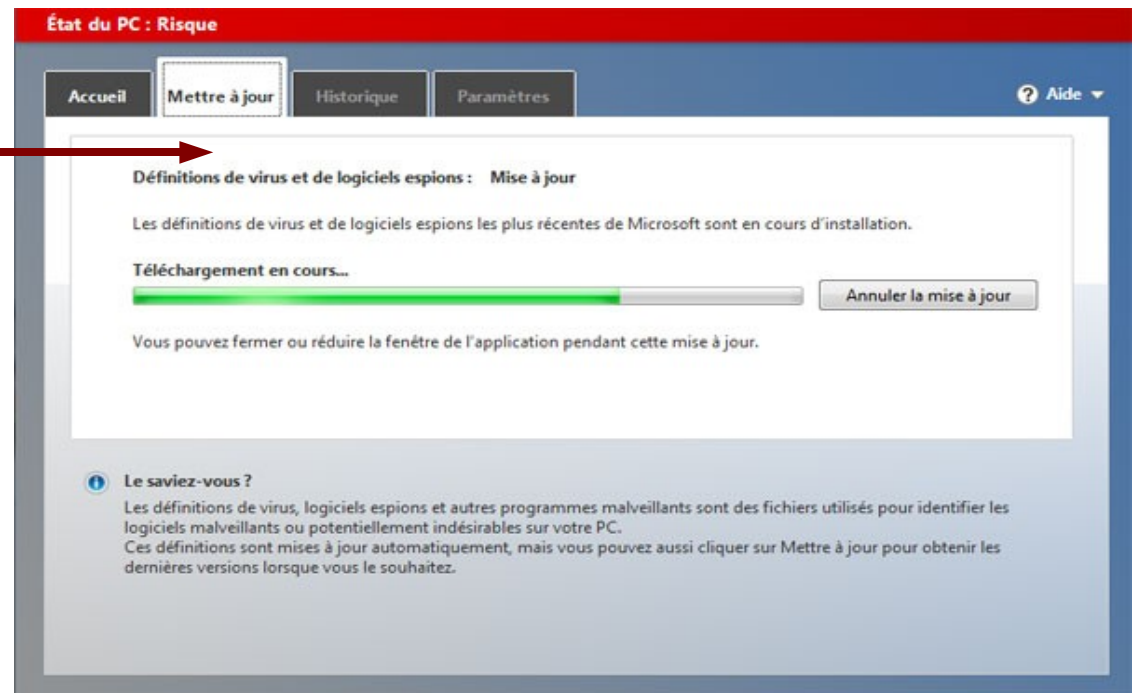 État du PC : Risque
Accueil Mettre à jour Historique Paramètres ? Aide
Définitions de virus et de logiciels espions : Mise à jour
Les définitions de virus et de logiciels espions les plus récentes de Microsoft sont en cours d'installation.
Téléchargement en cours...
Annuler la mise à jour
Vous pouvez fermer ou réduire la fenêtre de l'application pendant cette mise à jour.
Le saviez-vous ?
Les définitions de virus, logiciels espions et autres programmes malveillants sont des fichiers utilisés pour identifier les
logiciels malveillants ou potentiellement indésirables sur votre PC.
Ces définitions sont mises à jour automatiquement, mais vous pouvez aussi cliquer sur Mettre à jour pour obtenir les
dernières versions lorsque vous le souhaitez.